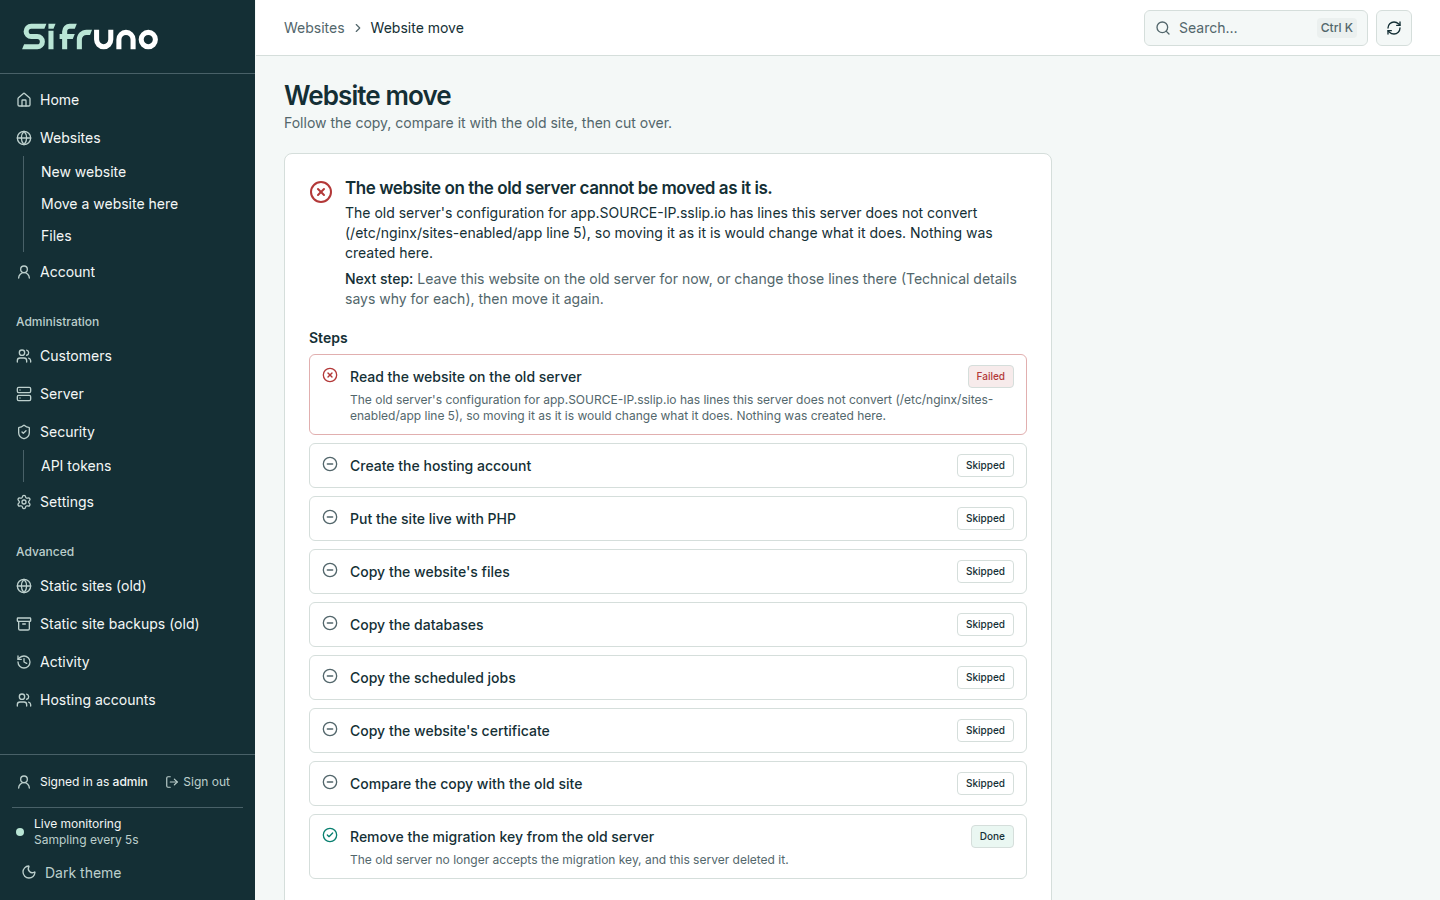 Sifruno
Websites > Website move
Search...
Ctrl K
Home
Websites
New website
Move a website here
Files
Account
Administration
Customers
Server
Security
API tokens
Settings
Advanced
Static sites (old)
Static site backups (old)
Activity
Hosting accounts
Signed in as admin
Sign out
Live monitoring
Sampling every 5s
Dark theme
Website move
Follow the copy, compare it with the old site, then cut over.
The website on the old server cannot be moved as it is.
The old server's configuration for app.SOURCE-IP.sslip.io has lines this server does not convert
(/etc/nginx/sites-enabled/app line 5), so moving it as it is would change what it does. Nothing was
created here.
Next step: Leave this website on the old server for now, or change those lines there (Technical details
says why for each), then move it again.
Steps
Read the website on the old server
Failed
The old server's configuration for app.SOURCE-IP.sslip.io has lines this server does not convert (/etc/nginx/sites-
enabled/app line 5), so moving it as it is would change what it does. Nothing was created here.
Create the hosting account
Skipped
Put the site live with PHP
Skipped
Copy the website's files
Skipped
Copy the databases
Skipped
Copy the scheduled jobs
Skipped
Copy the website's certificate
Skipped
Compare the copy with the old site
Skipped
Remove the migration key from the old server
Done
The old server no longer accepts the migration key, and this server deleted it.